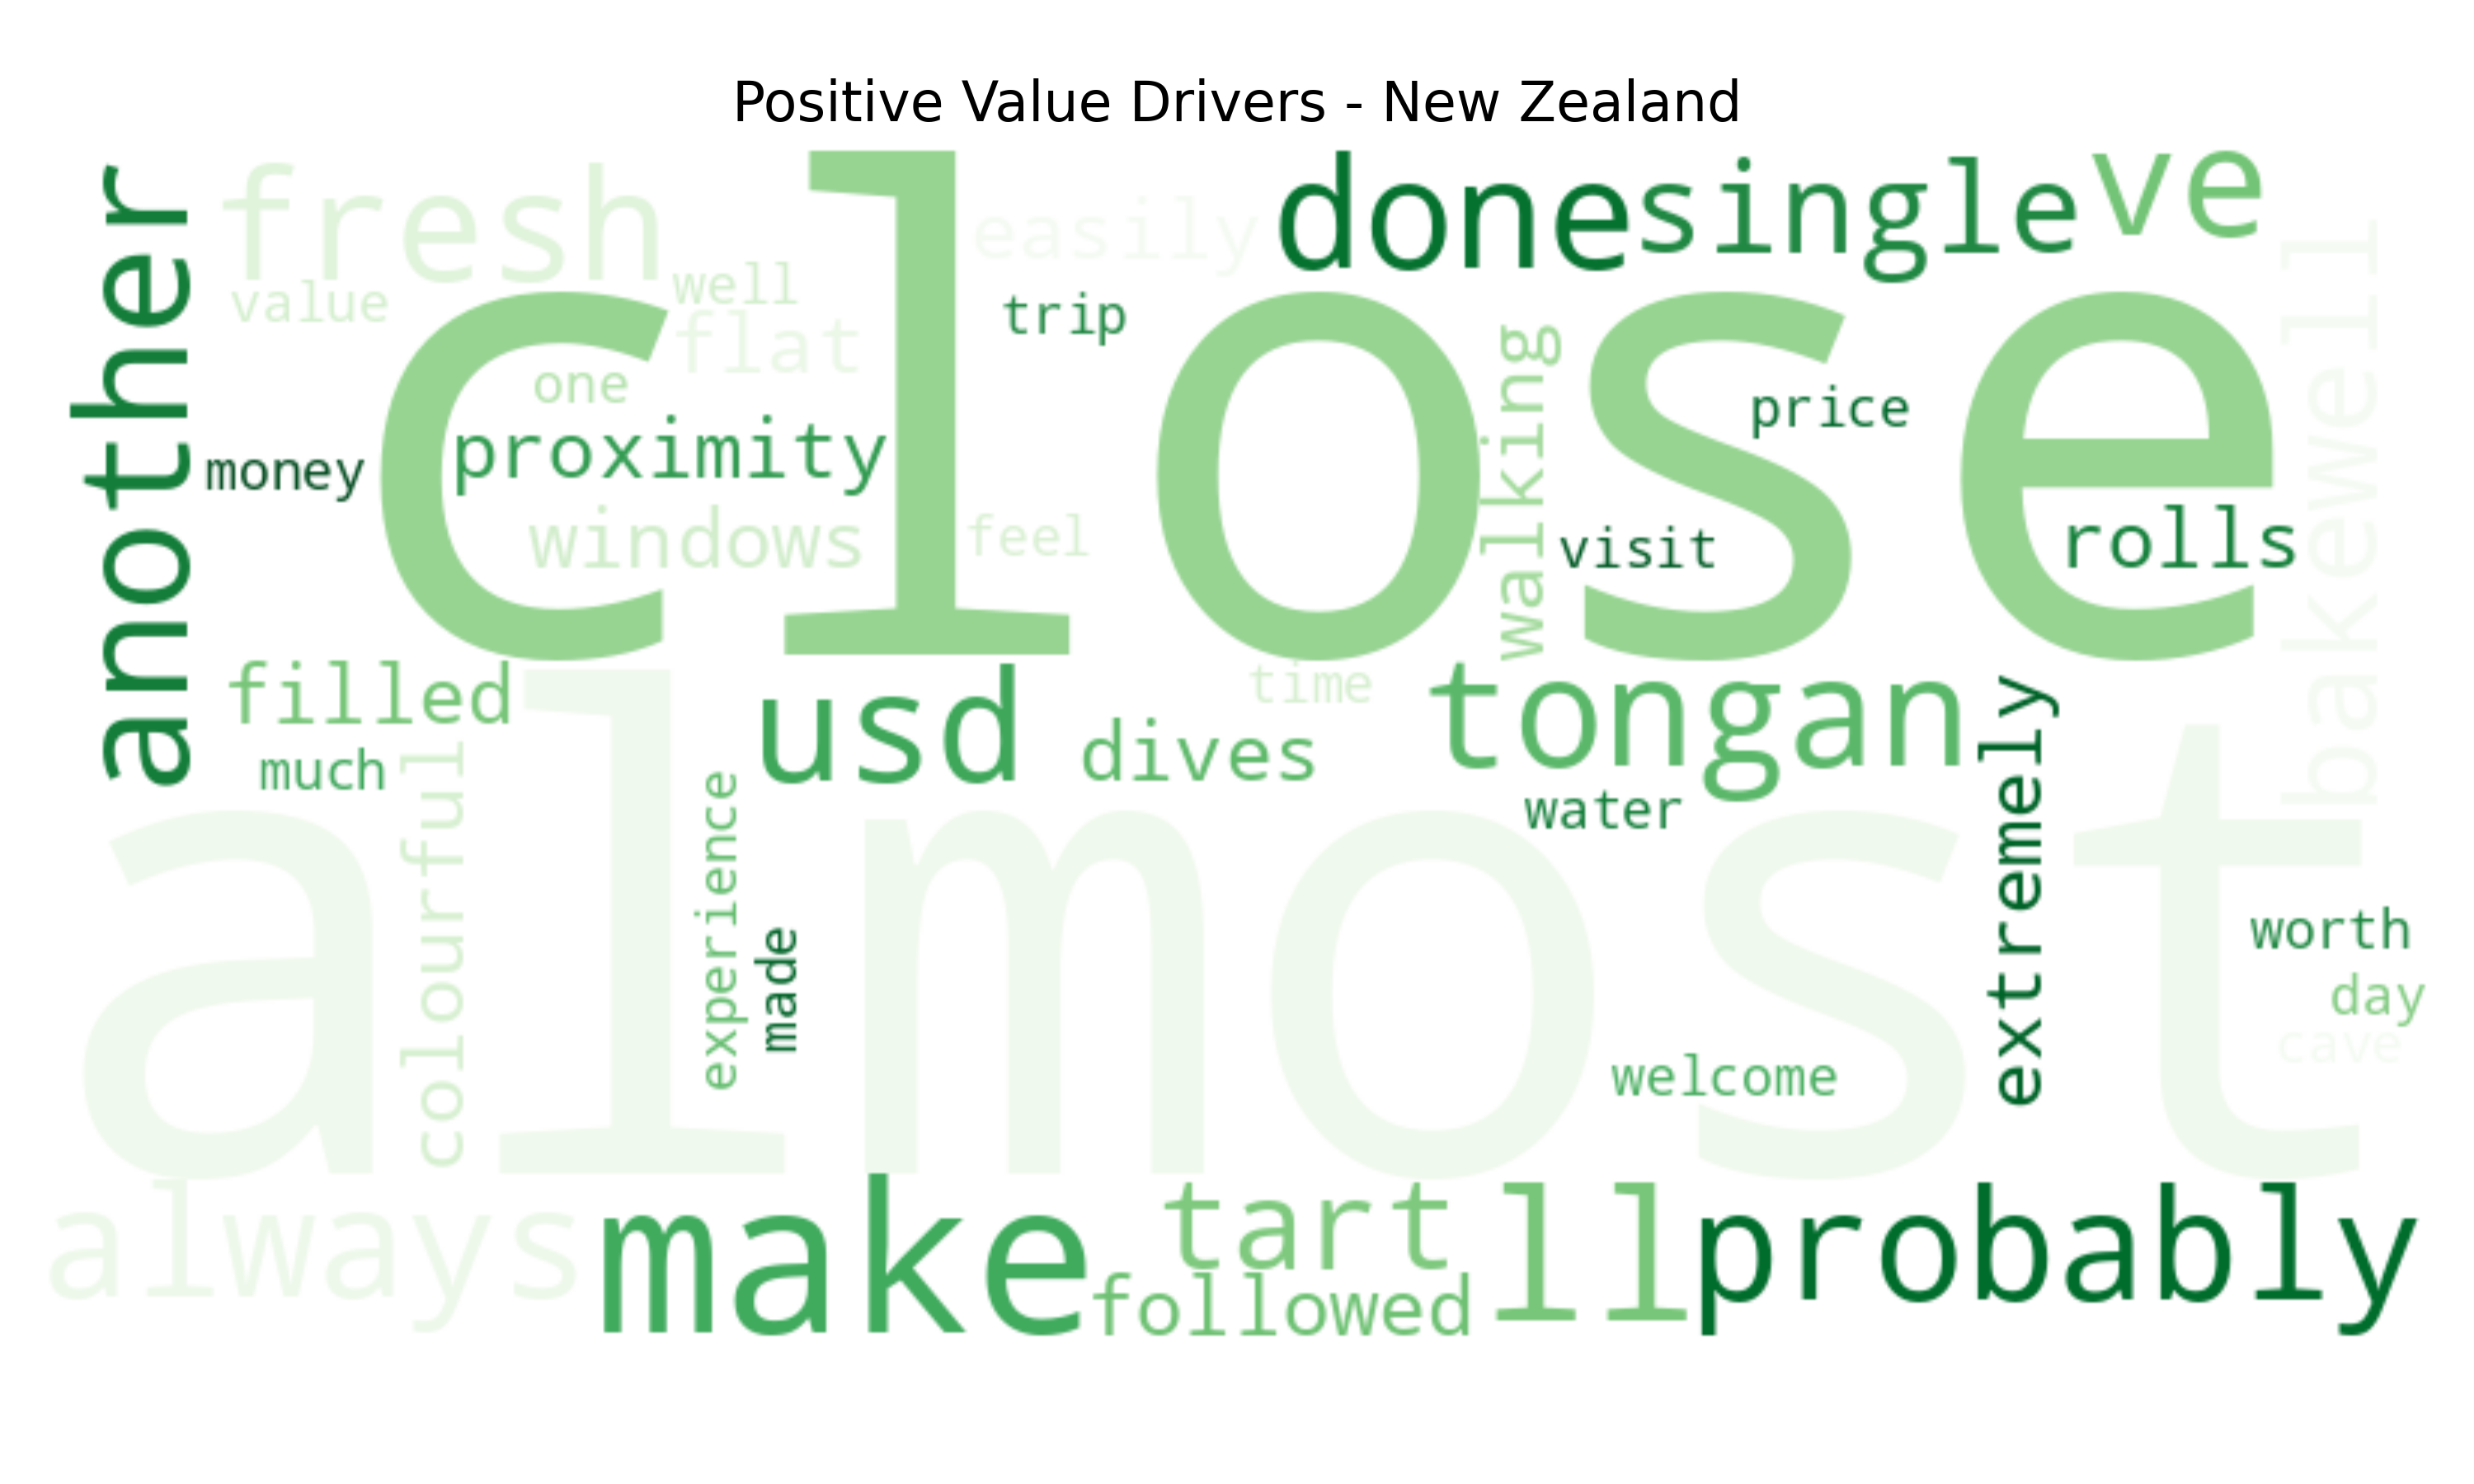 Positive Value Drivers - New Zealand
another
fresh
close
easily
done
single
ve
bakewell
value
well
trip
flat
one
walking
price
proximity
money
windows
feel
visit
rolls
filled
almost
usd
time
tongan
extremely
dives
much
colourful
experience
water
made
worth
day
cave
welcome
always
make
tart
ll
probably
followed